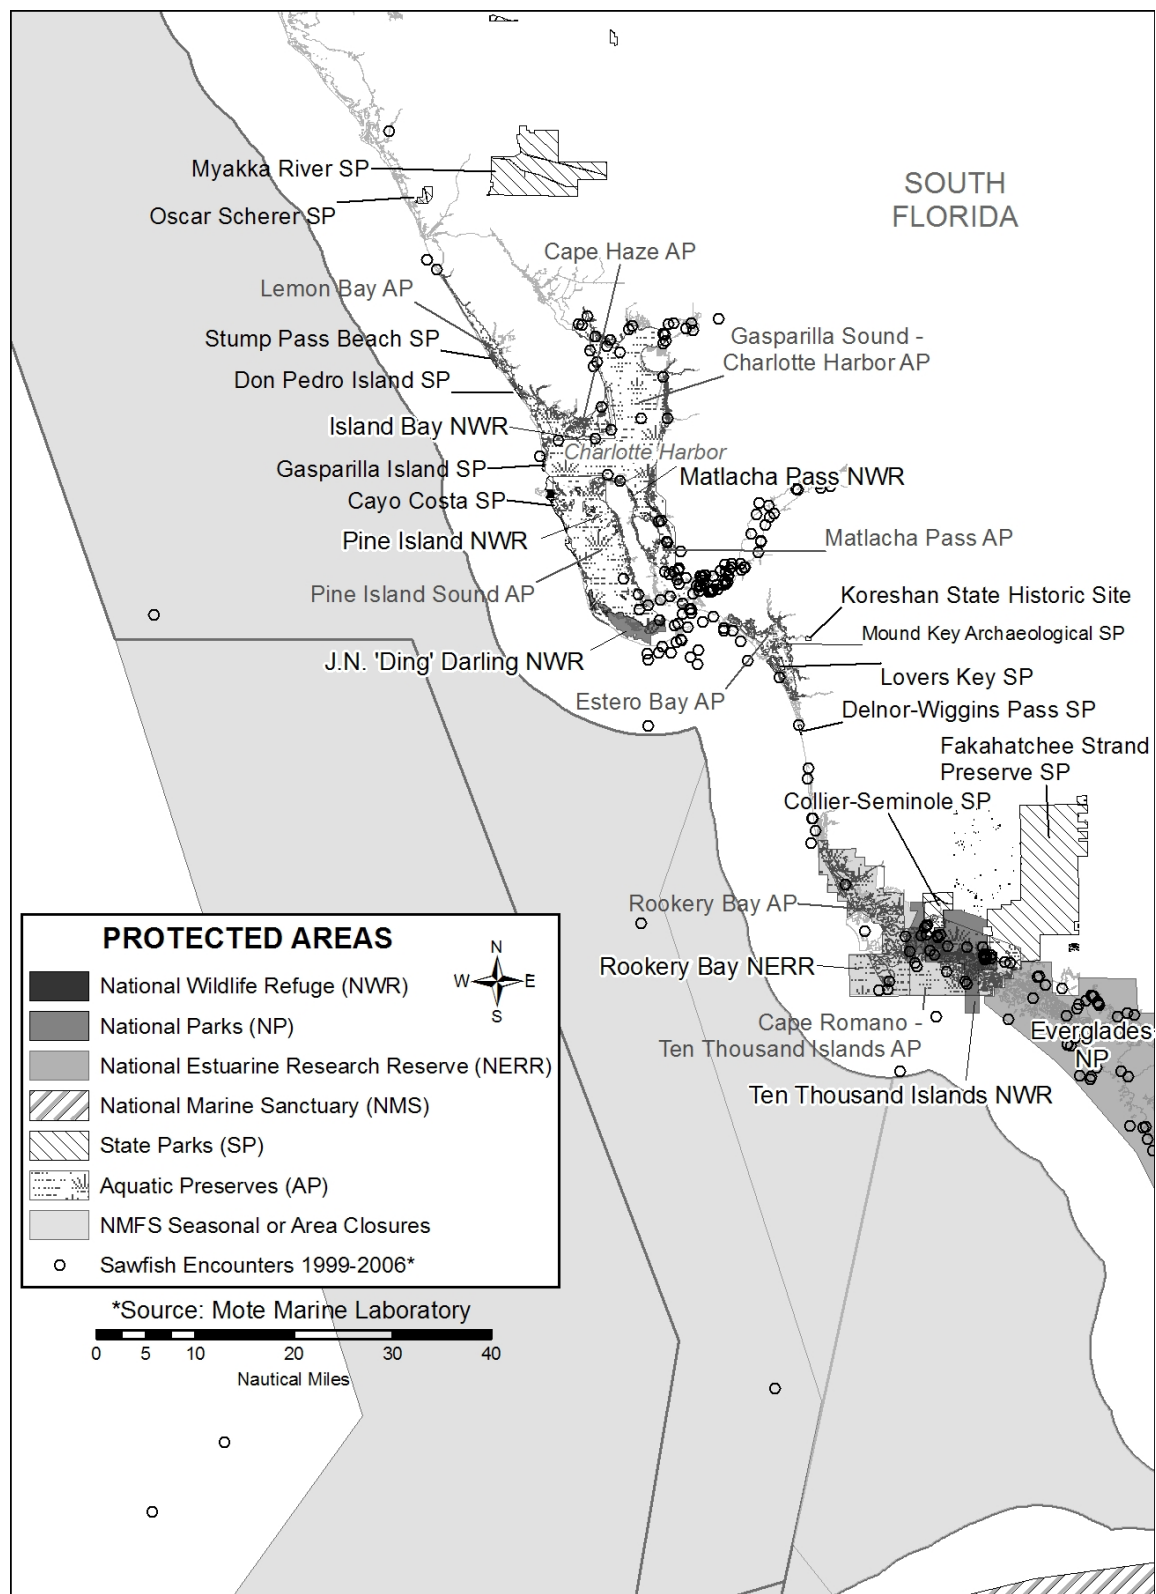 Myakka River SP
Oscar Scherer SP
SOUTH
FLORIDA
Cape Haze AP
Lemon Bay AP
Stump Pass Beach SP
Gasparilla Sound -
Charlotte Harbor AP
Don Pedro Island SP
Island Bay NWR
Charlotte Harbor
Gasparilla Island SP
Matlacha Pass NWR
Cayo Costa SP
Pine Island NWR
Matlacha Pass AP
Pine Island Sound AP
Koreshan State Historic Site
Mound Key Archaeological SP
J.N. 'Ding' Darling NWR
Lovers Key SP
Estero Bay AP
Delnor-Wiggins Pass SP
Fakahatchee Strand
Preserve SP
Collier-Seminole SP
Rookery Bay AP
Rookery Bay NERR
Cape Romano -
Ten Thousand Islands AP
Everglades
NP
Ten Thousand Islands NWR
PROTECTED AREAS
N
W E
S
National Wildlife Refuge (NWR)
National Parks (NP)
National Estuarine Research Reserve (NERR)
National Marine Sanctuary (NMS)
State Parks (SP)
Aquatic Preserves (AP)
NMFS Seasonal or Area Closures
Sawfish Encounters 1999-2006*
*Source: Mote Marine Laboratory
0 5 10 20 30 40
Nautical Miles